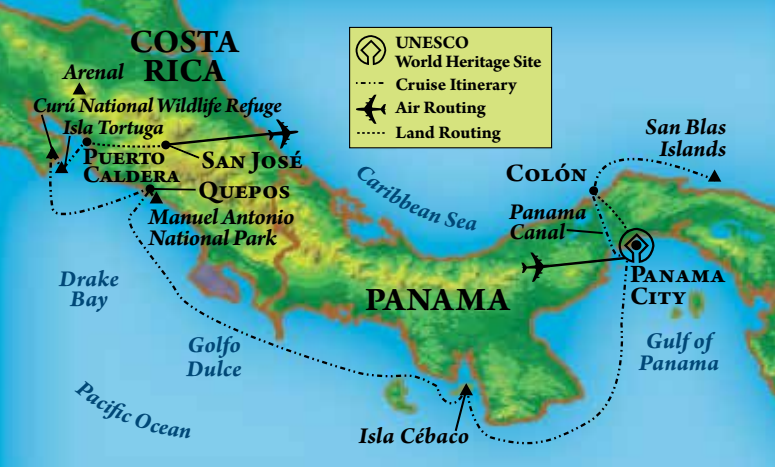 COSTA
RICA
UNESCO
World Heritage Site
Cruise Itinerary
Air Routing
Land Routing
Arenal
Curú National Wildlife Refuge
Isla Tortuga
PUERTO
CALDERA
SAN JOSÉ
QUEPOS
Manuel Antonio
National Park
San Blas
Islands
COLÓN
Caribbean Sea
Panama
Canal
PANAMA
CITY
PANAMA
Drake
Bay
Golfo
Dulce
Gulf of
Panama
Pacific Ocean
Isla Cébaco